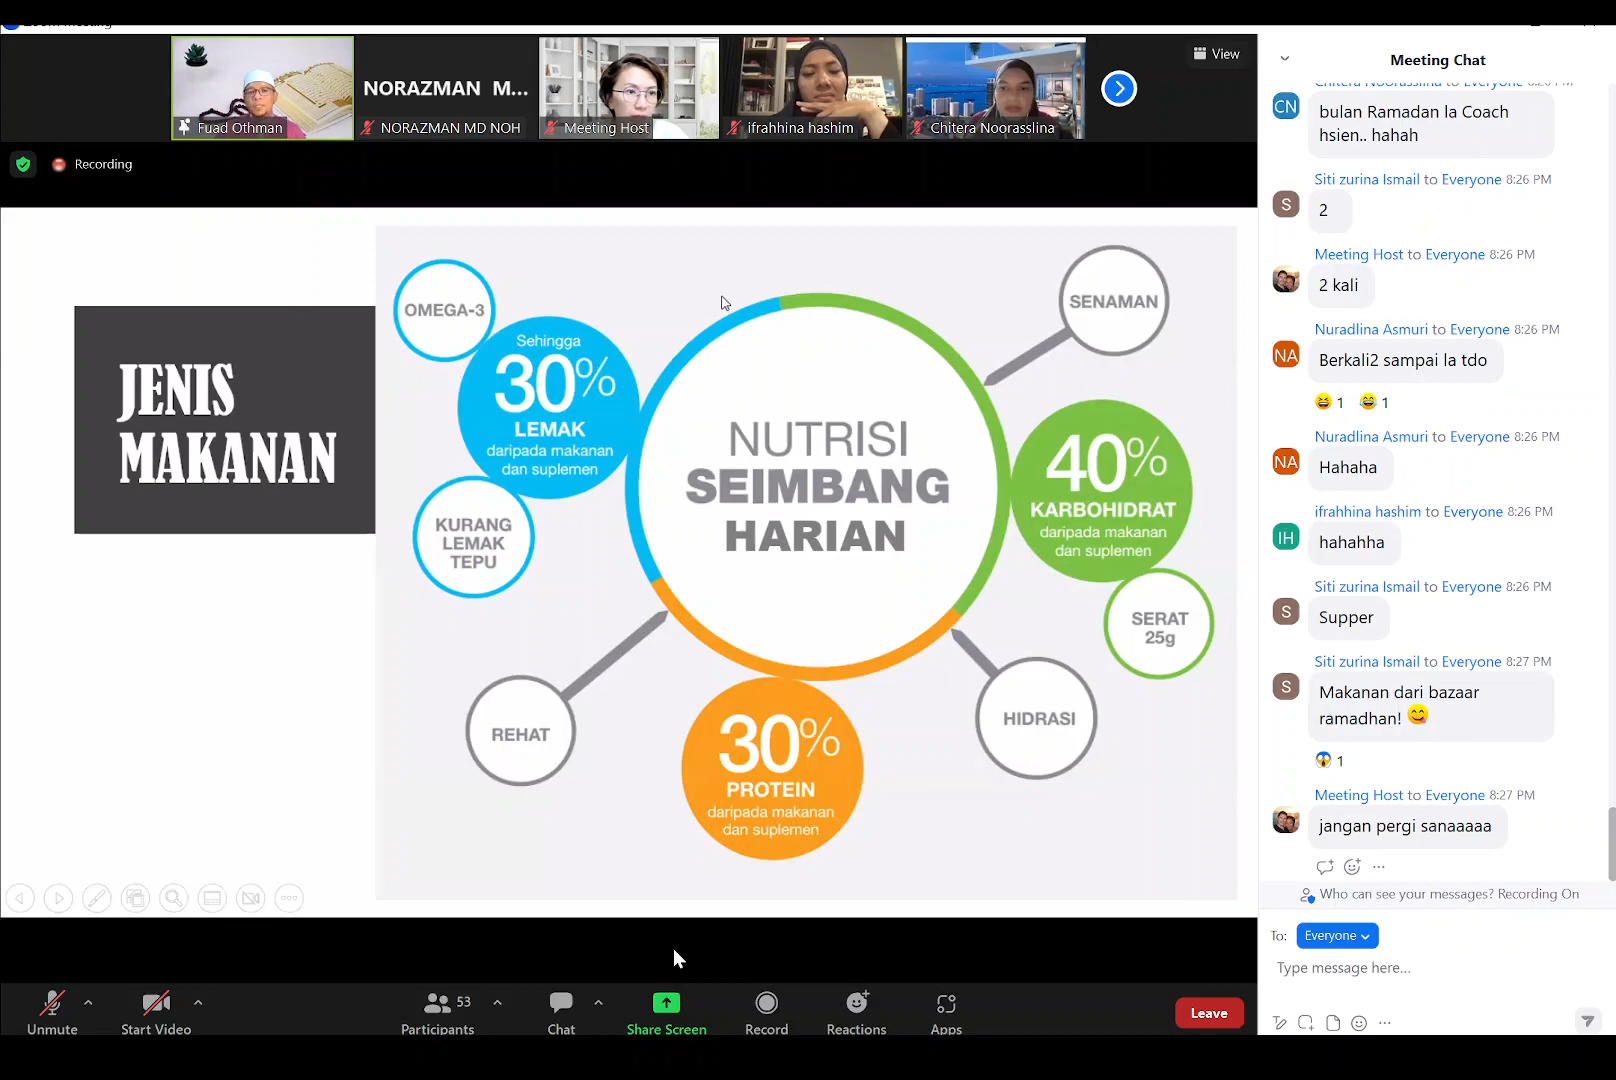 Fuad Othman
NORAZMAN M...
NORAZMAN MD NOH
Meeting Host
ifrahhina hashim
Chitera Noorasslina
View
Recording
JENIS
MAKANAN
OMEGA-3
Sehingga
30%
LEMAK
daripada makanan
dan suplemen
KURANG
LEMAK
TEPU
NUTRISI
SEIMBANG
HARIAN
SENAMAN
40%
KARBOHIDRAT
daripada makanan
dan suplemen
SERAT
25g
REHAT
30%
PROTEIN
daripada makanan
dan suplemen
HIDRASI
Unmute
Start Video
53
Participants
Chat
Share Screen
Record
Reactions
Apps
Leave
Meeting Chat
CN
bulan Ramadan la Coach
hsien.. hahah
Siti zurina Ismail to Everyone 8:26 PM
S
2
Meeting Host to Everyone 8:26 PM
2 kali
Nuradlina Asmuri to Everyone 8:26 PM
NA
Berkali2 sampai la tdo
😆 1 😂 1
Nuradlina Asmuri to Everyone 8:26 PM
NA
Hahaha
ifrahhina hashim to Everyone 8:26 PM
IH
hahahha
Siti zurina Ismail to Everyone 8:26 PM
S
Supper
Siti zurina Ismail to Everyone 8:27 PM
S
Makanan dari bazaar
ramadhan! 😋
😱 1
Meeting Host to Everyone 8:27 PM
jangan pergi sanaaaaa
Who can see your messages? Recording On
To: Everyone
Type message here...